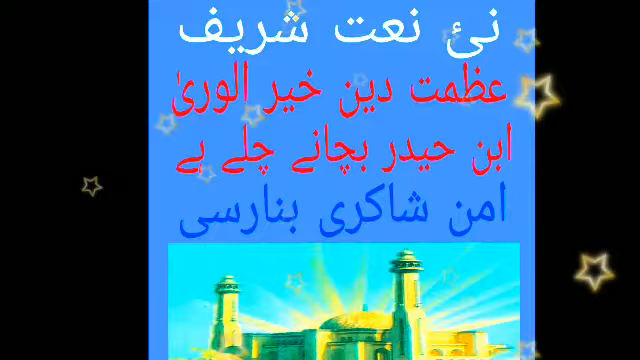 نئ نعت شریف
عظمت دین خیر الوریٰ
ابن حیدر بچانے چلے ہے
امن شاکری بنارسی